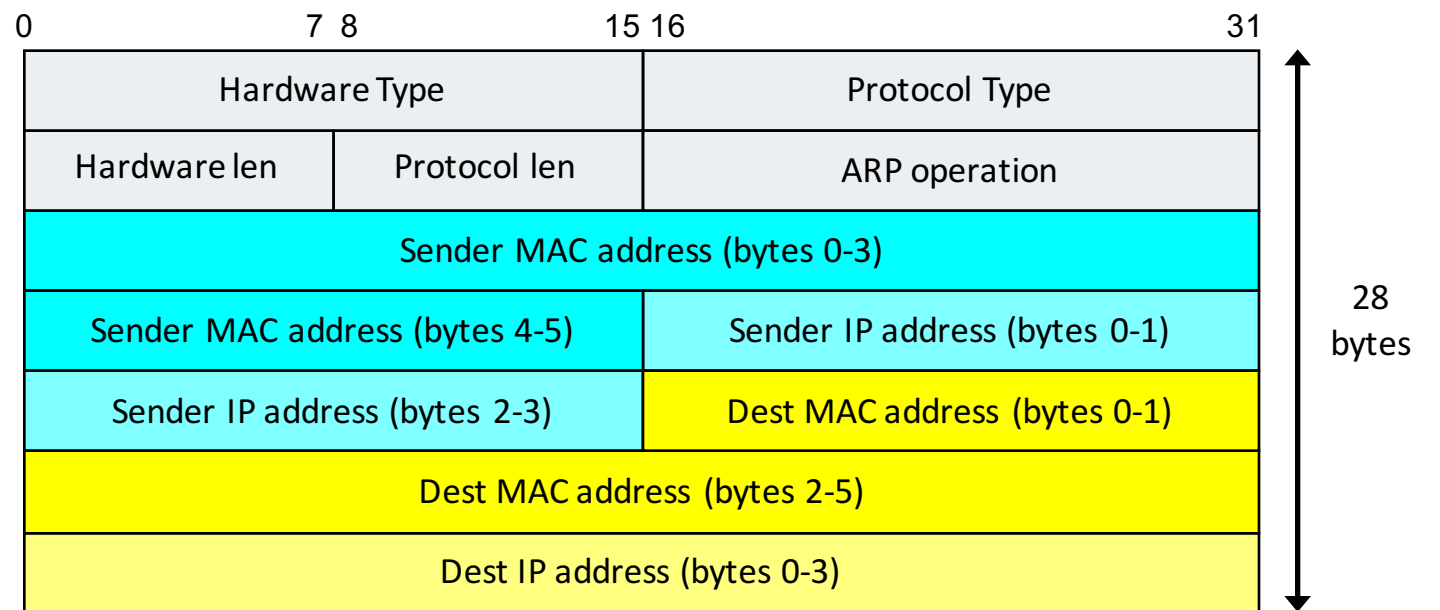 0 7 8 15 16 31
Hardware Type Protocol Type
Hardware len Protocol len ARP operation
Sender MAC address (bytes 0-3)
Sender MAC address (bytes 4-5) Sender IP address (bytes 0-1)
Sender IP address (bytes 2-3) Dest MAC address (bytes 0-1)
Dest MAC address (bytes 2-5)
Dest IP address (bytes 0-3)
28
bytes